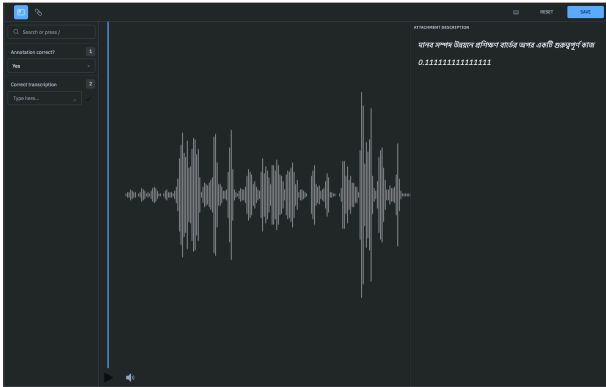 RESET
SAVE
Search or press /
ATTACHMENT DESCRIPTION
Annotation correct?
1
Yes
Correct transcription
2
Type here...
মানব সম্পদ উন্নয়নে প্রশিক্ষণ বার্ডের অপর একটি গুরুত্বপূর্ণ কাজ
0.111111111111111